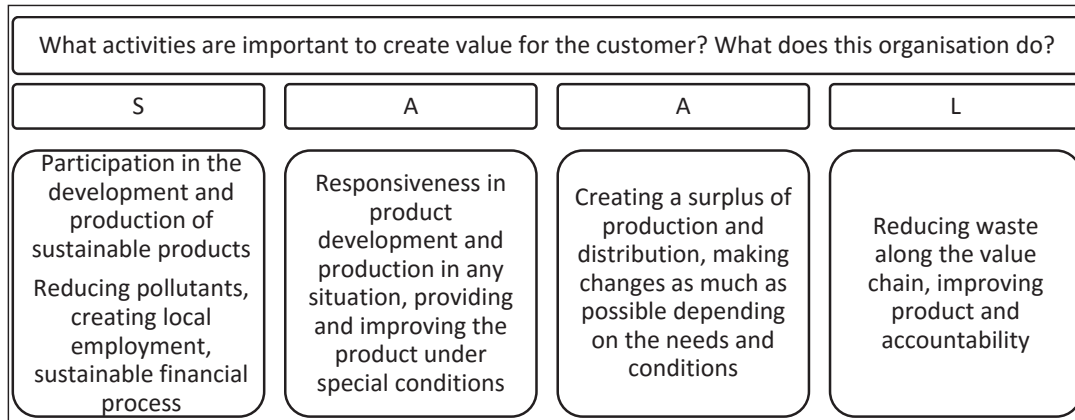 What activities are important to create value for the customer? What does this organisation do?
S
A
A
L
Participation in the
development and
production of
sustainable products
Reducing pollutants,
creating local
employment,
sustainable financial
process
Responsiveness in
product
development and
production in any
situation, providing
and improving the
product under
special conditions
Creating a surplus of
production and
distribution, making
changes as much as
possible depending
on the needs and
conditions
Reducing waste
along the value
chain, improving
product and
accountability